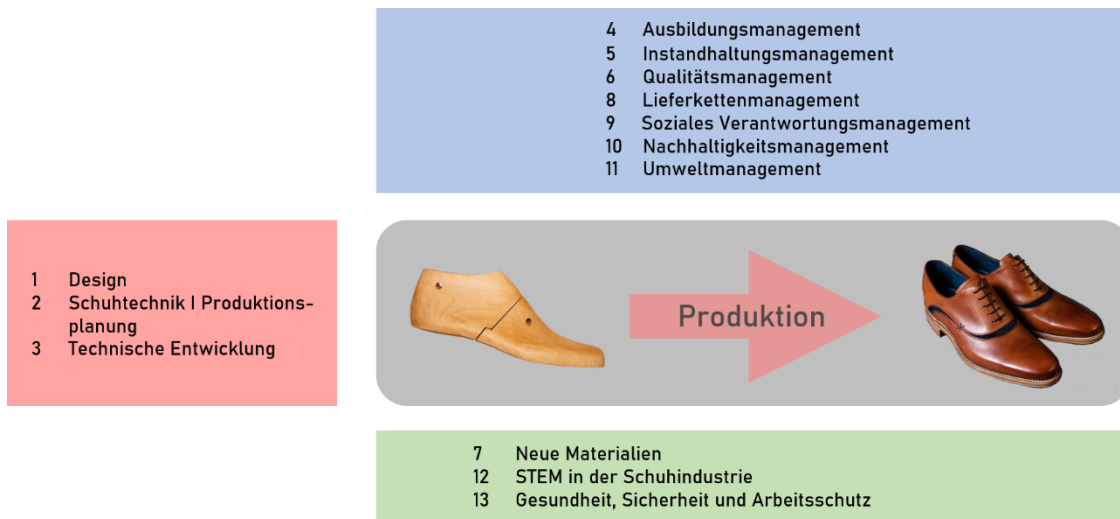 4 Ausbildungsmanagement
5 Instandhaltungsmanagement
6 Qualitätsmanagement
8 Lieferkettenmanagement
9 Soziales Verantwortungsmanagement
10 Nachhaltigkeitsmanagement
11 Umweltmanagement
1 Design
2 Schuhtechnik I Produktions-
planung
3 Technische Entwicklung
Produktion
7 Neue Materialien
12 STEM in der Schuhindustrie
13 Gesundheit, Sicherheit und Arbeitsschutz